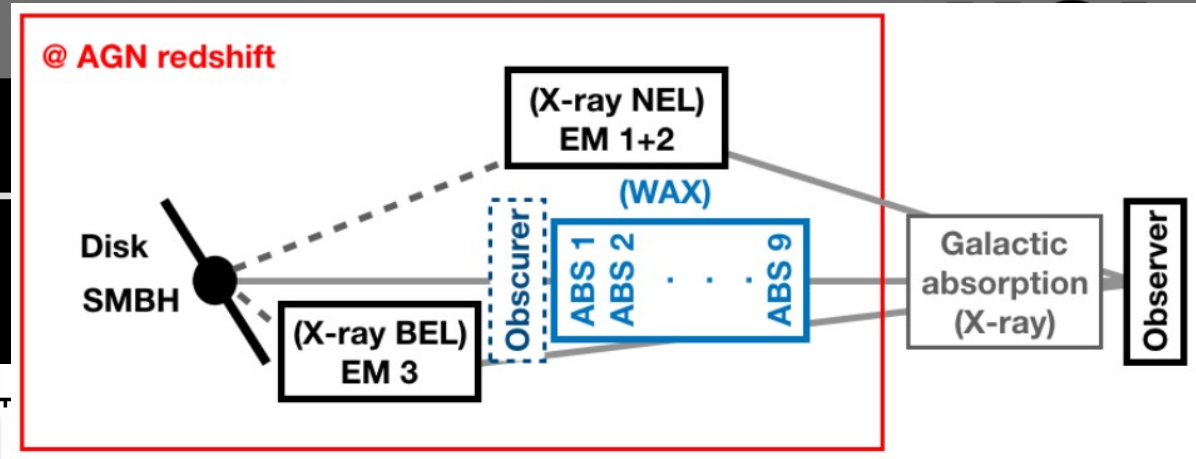 @ AGN redshift
(X-ray NEL)
EM 1+2
(WAX)
Disk
SMBH
(X-ray BEL)
EM 3
Obscurer
ABS 1
ABS 2
. . .
ABS 9
Galactic
absorption
(X-ray)
Observer